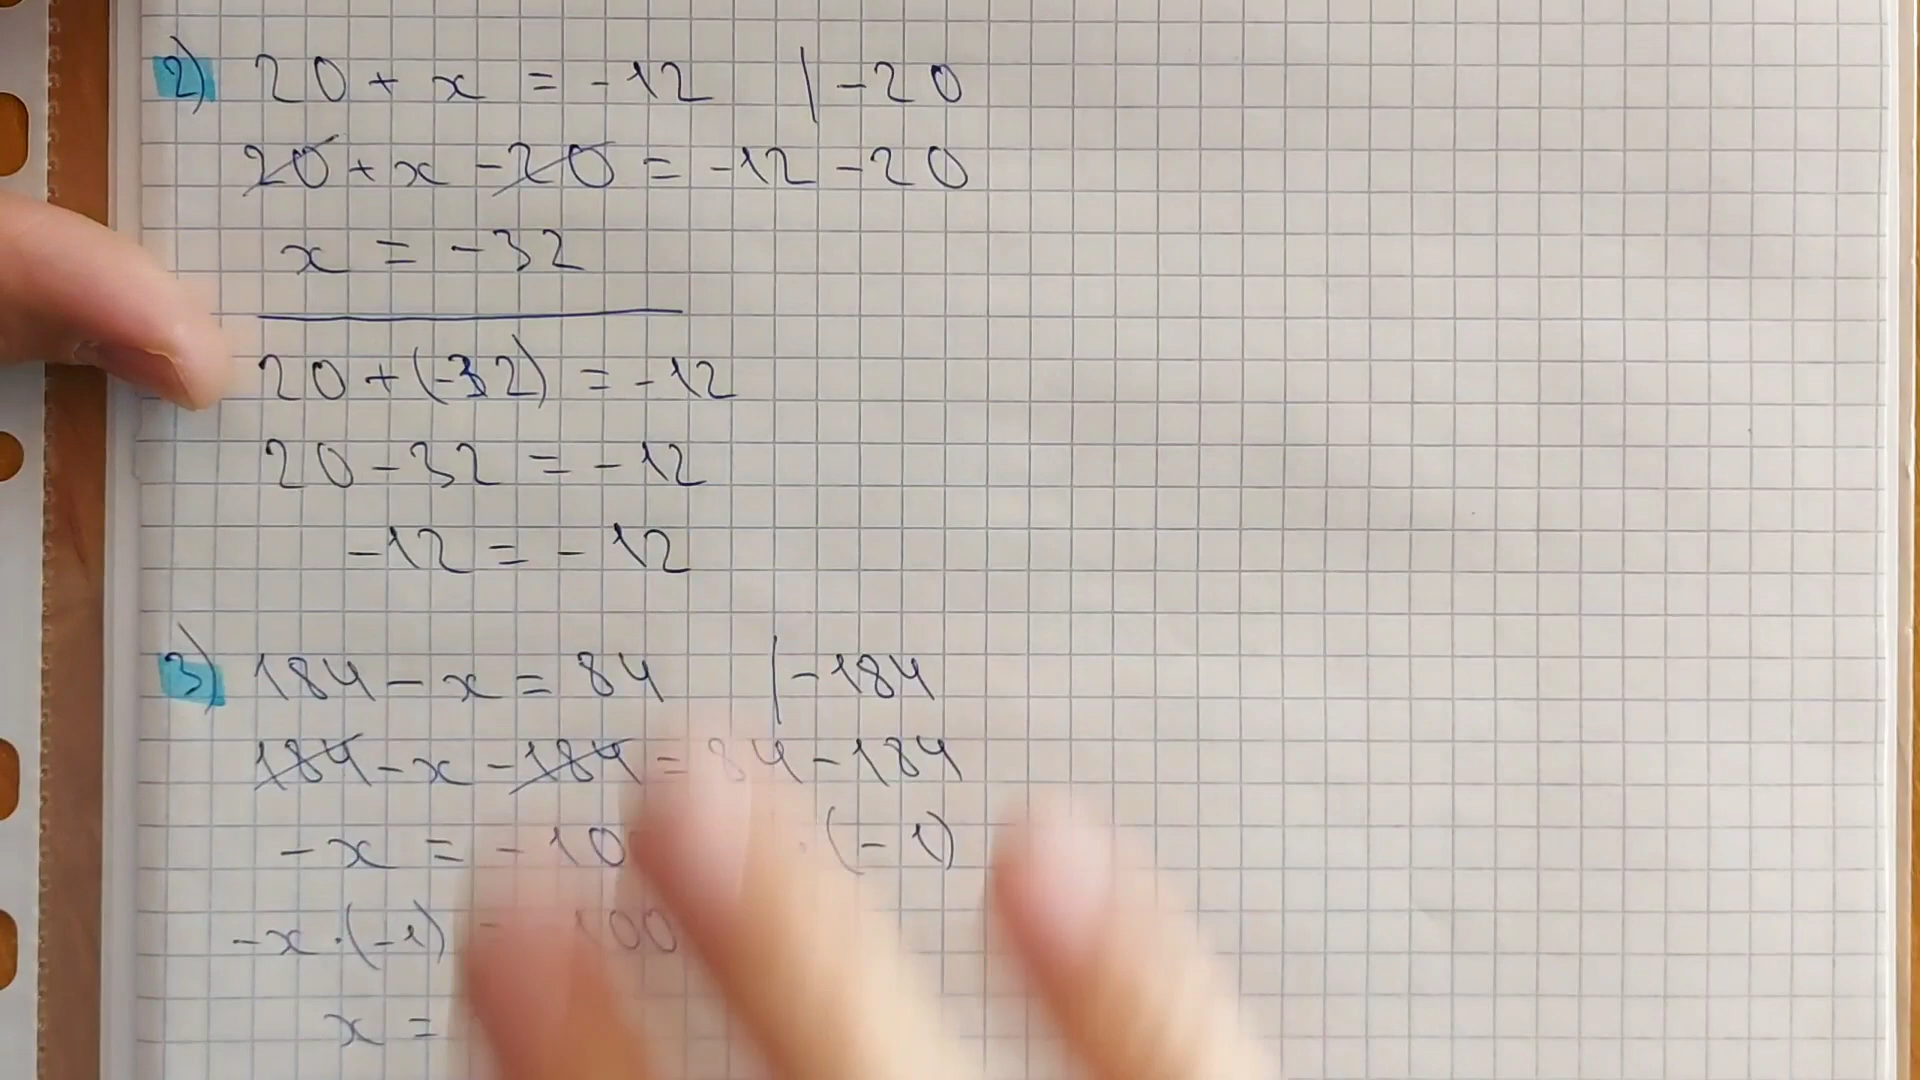 2) 20 + x = -12 | -20
20 + x - 20 = -12 - 20
x = -32
20 + (-32) = -12
20 - 32 = -12
-12 = -12
3) 184 - x = 84 | -184
184 - x - 184 = 84 - 184
-x = -10 · (-1)
-x · (-1) 100
x =